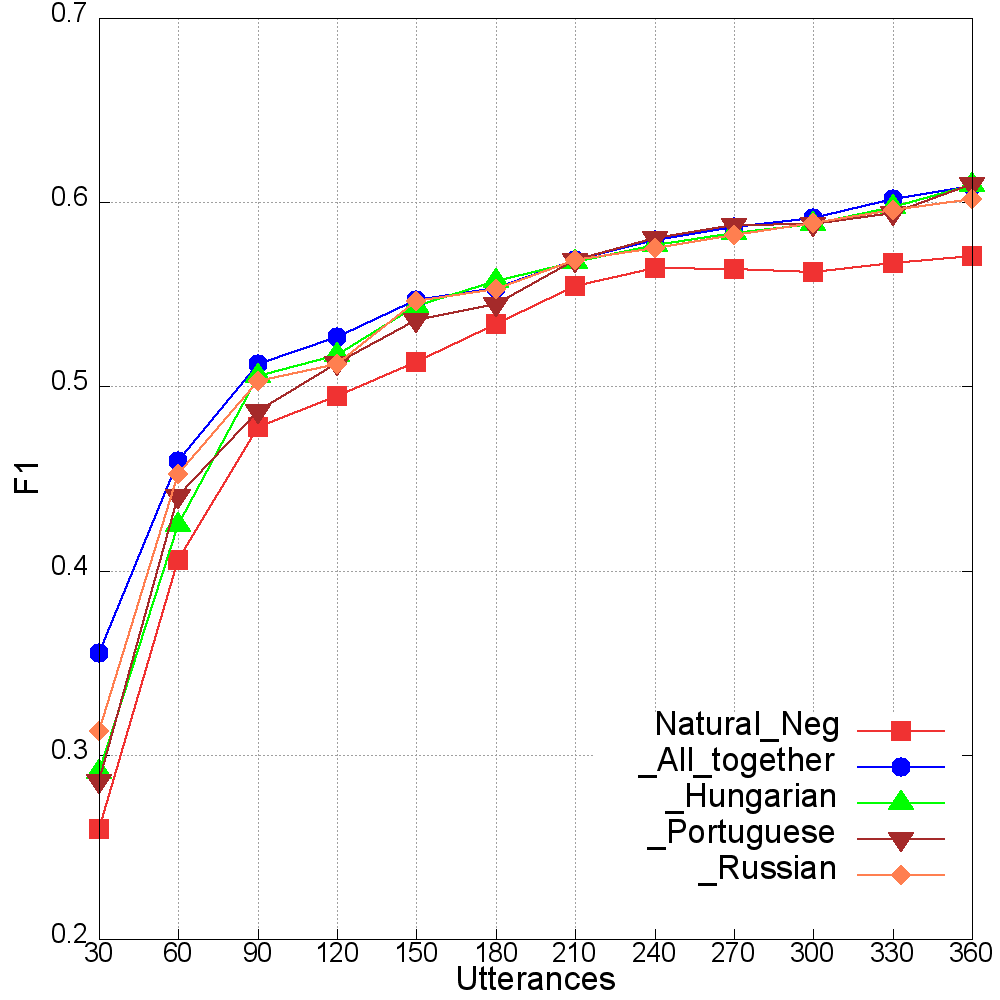 0.7
0.6
0.5
0.4
0.3
0.2
F1
Natural_Neg
_All_together
_Hungarian
_Portuguese
_Russian
30 60 90 120 150 180 210 240 270 300 330 360
Utterances